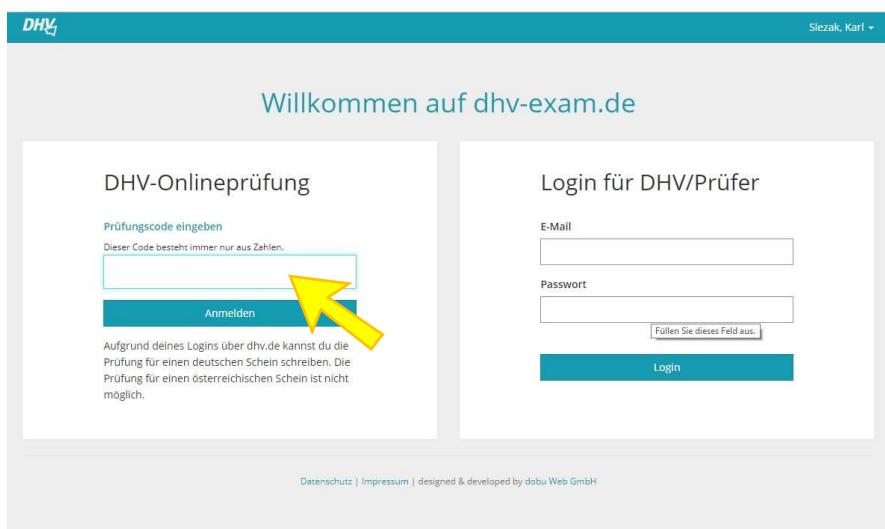 DHV
Slezak, Karl
Willkommen auf dhv-exam.de
DHV-Onlineprüfung
Prüfungscode eingeben
Dieser Code besteht immer nur aus Zahlen.
Anmelden
Aufgrund deines Logins über dhv.de kannst du die
Prüfung für einen deutschen Schein schreiben. Die
Prüfung für einen österreichischen Schein ist nicht
möglich.
Login für DHV/Prüfer
E-Mail
Passwort
Füllen Sie dieses Feld aus.
Login
Datenschutz | Impressum | designed & developed by dobu Web GmbH